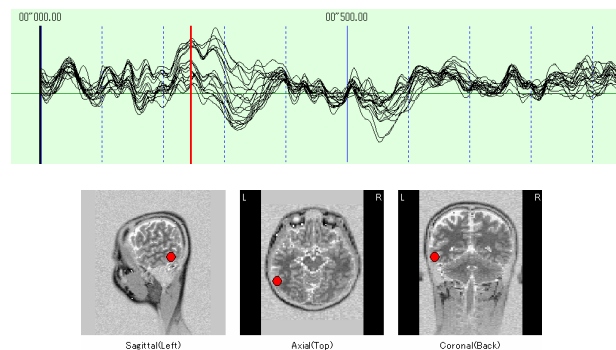 00"000.00 00"500.00
L R L R
Sagittal(Left) Axial(Top) Coronal(Back)